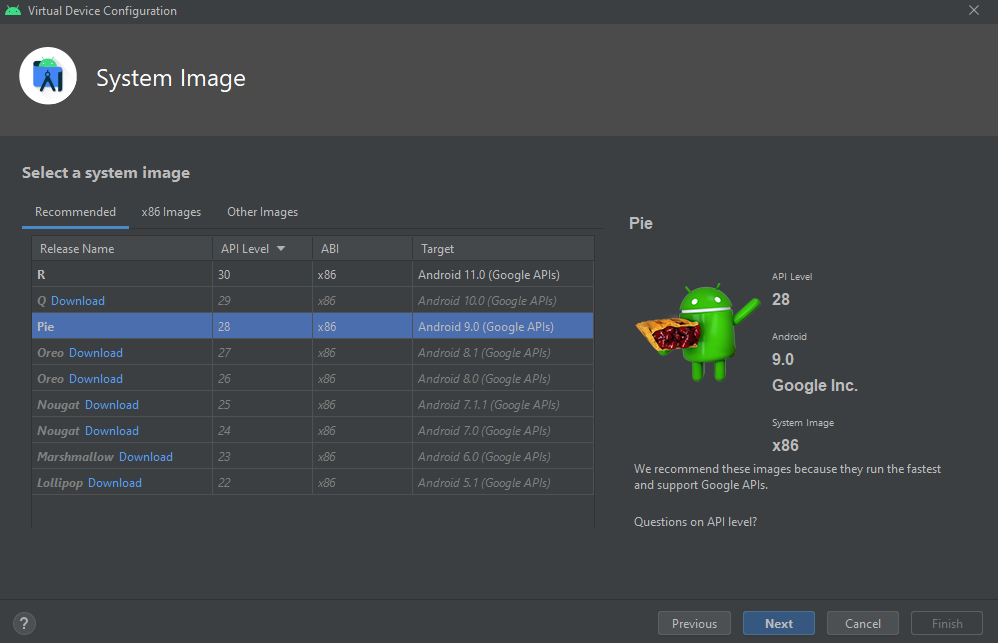 Virtual Device Configuration
System Image
Select a system image
Recommended x86 Images Other Images
Release Name API Level ABI Target
R 30 x86 Android 11.0 (Google APIs)
Q Download 29 x86 Android 10.0 (Google APIs)
Pie 28 x86 Android 9.0 (Google APIs)
Oreo Download 27 x86 Android 8.1 (Google APIs)
Oreo Download 26 x86 Android 8.0 (Google APIs)
Nougat Download 25 x86 Android 7.1.1 (Google APIs)
Nougat Download 24 x86 Android 7.0 (Google APIs)
Marshmallow Download 23 x86 Android 6.0 (Google APIs)
Lollipop Download 22 x86 Android 5.1 (Google APIs)
Pie
API Level
28
Android
9.0
Google Inc.
System Image
x86
We recommend these images because they run the fastest
and support Google APIs.
Questions on API level?
? Previous Next Cancel Finish